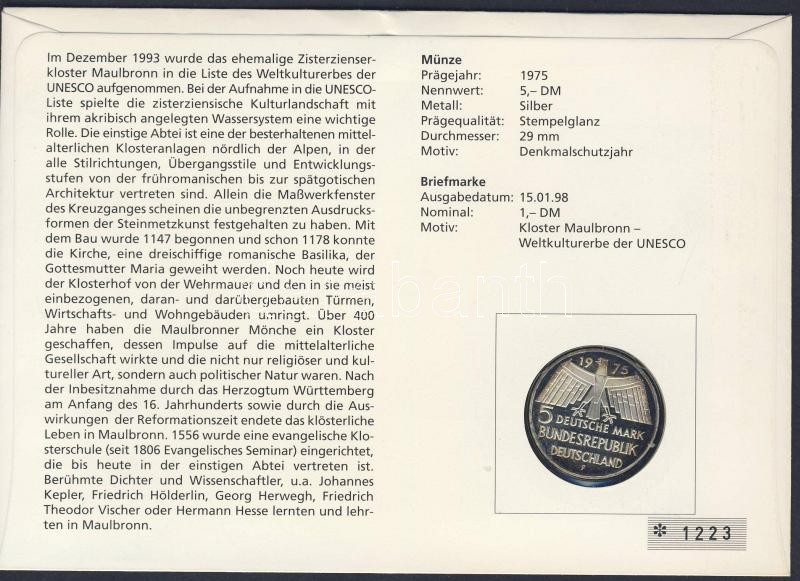 Im Dezember 1993 wurde das ehemalige Zisterzienser-
kloster Maulbronn in die Liste des Weltkulturerbes der
UNESCO aufgenommen. Bei der Aufnahme in die UNESCO-
Liste spielte die zisterziensische Kulturlandschaft mit
ihrem akribisch angelegten Wassersystem eine wichtige
Rolle. Die einstige Abtei ist eine der besterhaltenen mittel-
alterlichen Klosteranlagen nördlich der Alpen, in der
alle Stilrichtungen, Übergangsstile und Entwicklungs-
stufen von der frühromanischen bis zur spätgotischen
Architektur vertreten sind. Allein die Maßwerkfenster
des Kreuzganges scheinen die unbegrenzten Ausdrucks-
formen der Steinmetzkunst festgehalten zu haben. Mit
dem Bau wurde 1147 begonnen und schon 1178 konnte
die Kirche, eine dreischiffige romanische Basilika, der
Gottesmutter Maria geweiht werden. Noch heute wird
der Klosterhof von der Wehrmauer und den in sie meist
einbezogenen, daran- und darübergebauten Türmen,
Wirtschafts- und Wohngebäuden umringt. Über 400
Jahre haben die Maulbronner Mönche ein Kloster
geschaffen, dessen Impulse auf die mittelalterliche
Gesellschaft wirkte und die nicht nur religiöser und kul-
tureller Art, sondern auch politischer Natur waren. Nach
der Inbesitznahme durch das Herzogtum Württemberg
am Anfang des 16. Jahrhunderts sowie durch die Aus-
wirkungen der Reformationszeit endete das klösterliche
Leben in Maulbronn. 1556 wurde eine evangelische Klo-
sterschule (seit 1806 Evangelisches Seminar) eingerichtet,
die bis heute in der einstigen Abtei vertreten ist.
Berühmte Dichter und Wissenschaftler, u.a. Johannes
Kepler, Friedrich Hölderlin, Georg Herwegh, Friedrich
Theodor Vischer oder Hermann Hesse lernten und lehr-
ten in Maulbronn.
Münze
Prägejahr: 1975
Nennwert: 5,– DM
Metall: Silber
Prägequalität: Stempelglanz
Durchmesser: 29 mm
Motiv: Denkmalschutzjahr
Briefmarke
Ausgabedatum: 15.01.98
Nominal: 1,– DM
Motiv: Kloster Maulbronn –
Weltkulturerbe der UNESCO
1975
5 DEUTSCHE MARK
BUNDESREPUBLIK
DEUTSCHLAND
F
* 1223